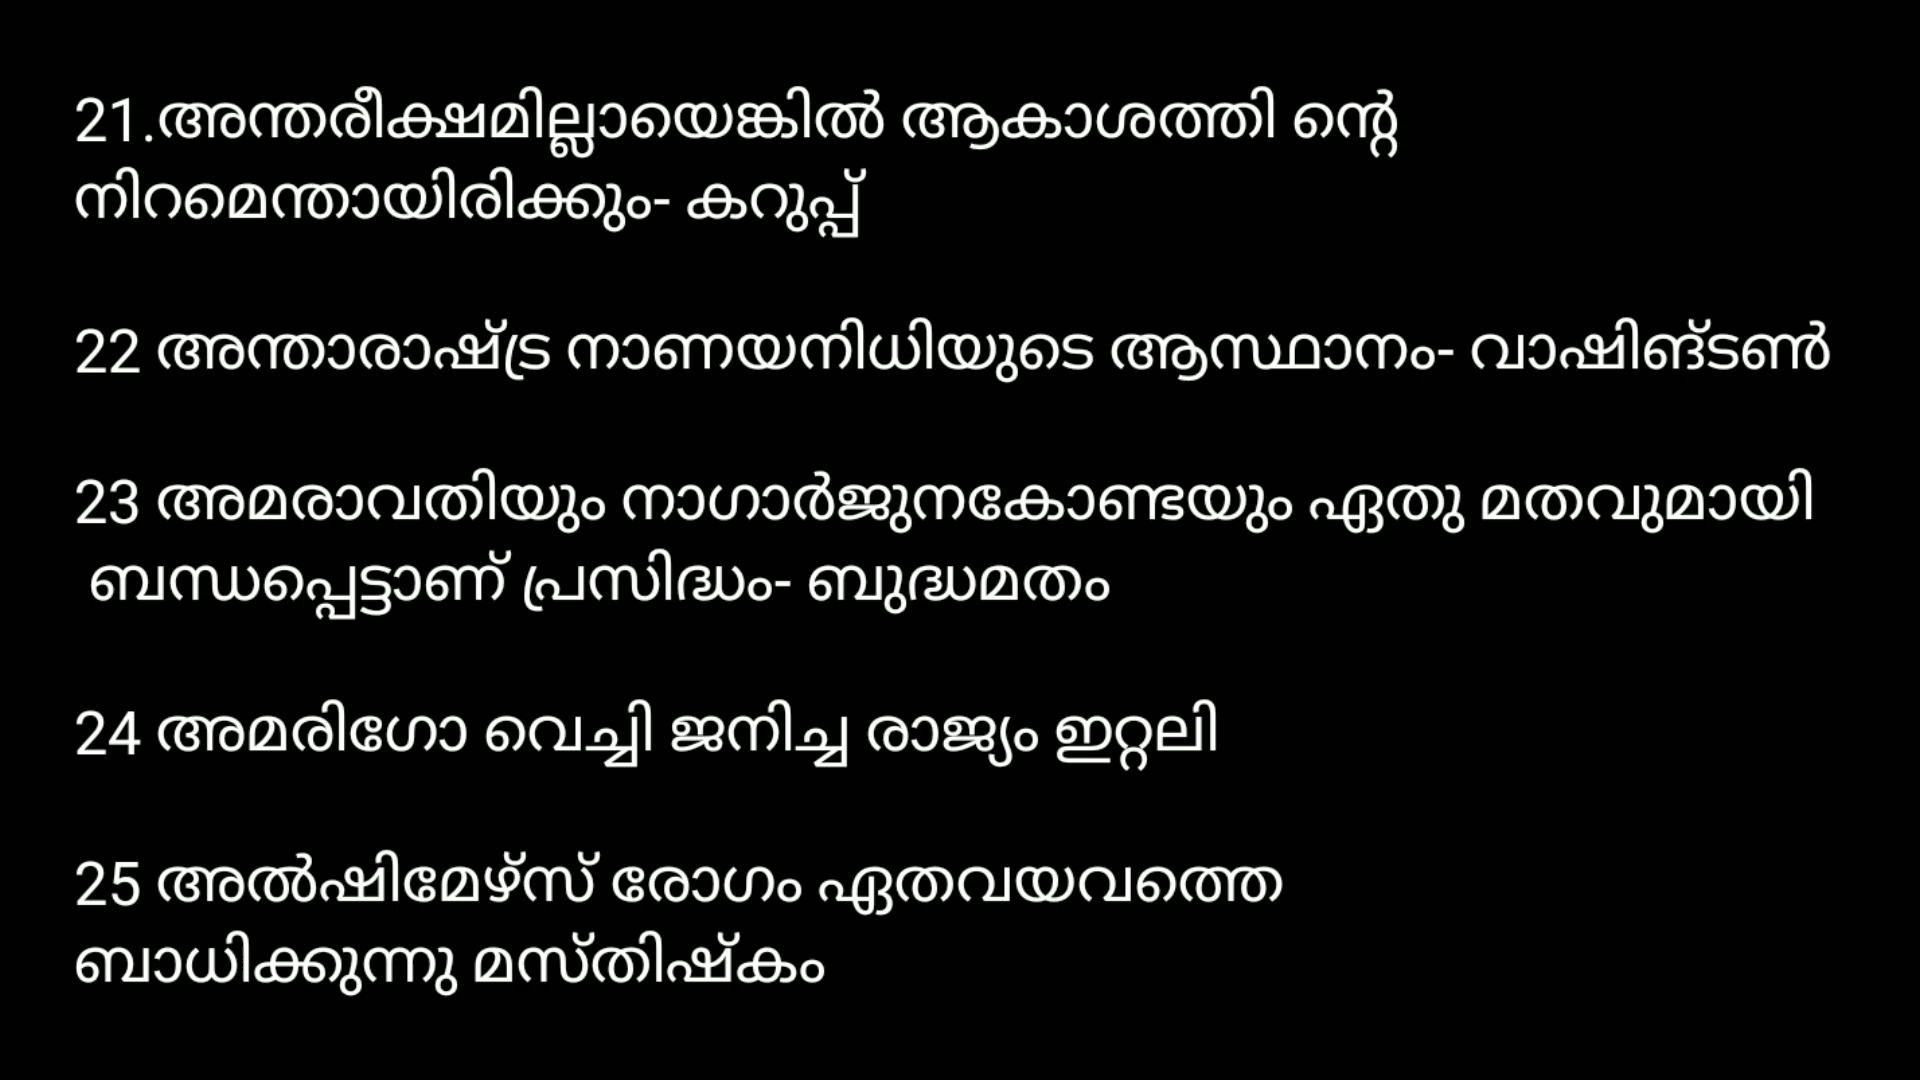 21.അന്തരീക്ഷമില്ലായെങ്കിൽ ആകാശത്തി ന്റെ
നിറമെന്തായിരിക്കും- കറുപ്പ്
22 അന്താരാഷ്ട്ര നാണയനിധിയുടെ ആസ്ഥാനം- വാഷിങ്ടൺ
23 അമരാവതിയും നാഗാർജുനകോണ്ടയും ഏതു മതവുമായി
ബന്ധപ്പെട്ടാണ് പ്രസിദ്ധം- ബുദ്ധമതം
24 അമരിഗോ വെച്ചി ജനിച്ച രാജ്യം ഇറ്റലി
25 അൽഷിമേഴ്സ് രോഗം ഏതവയവത്തെ
ബാധിക്കുന്നു മസ്തിഷ്കം